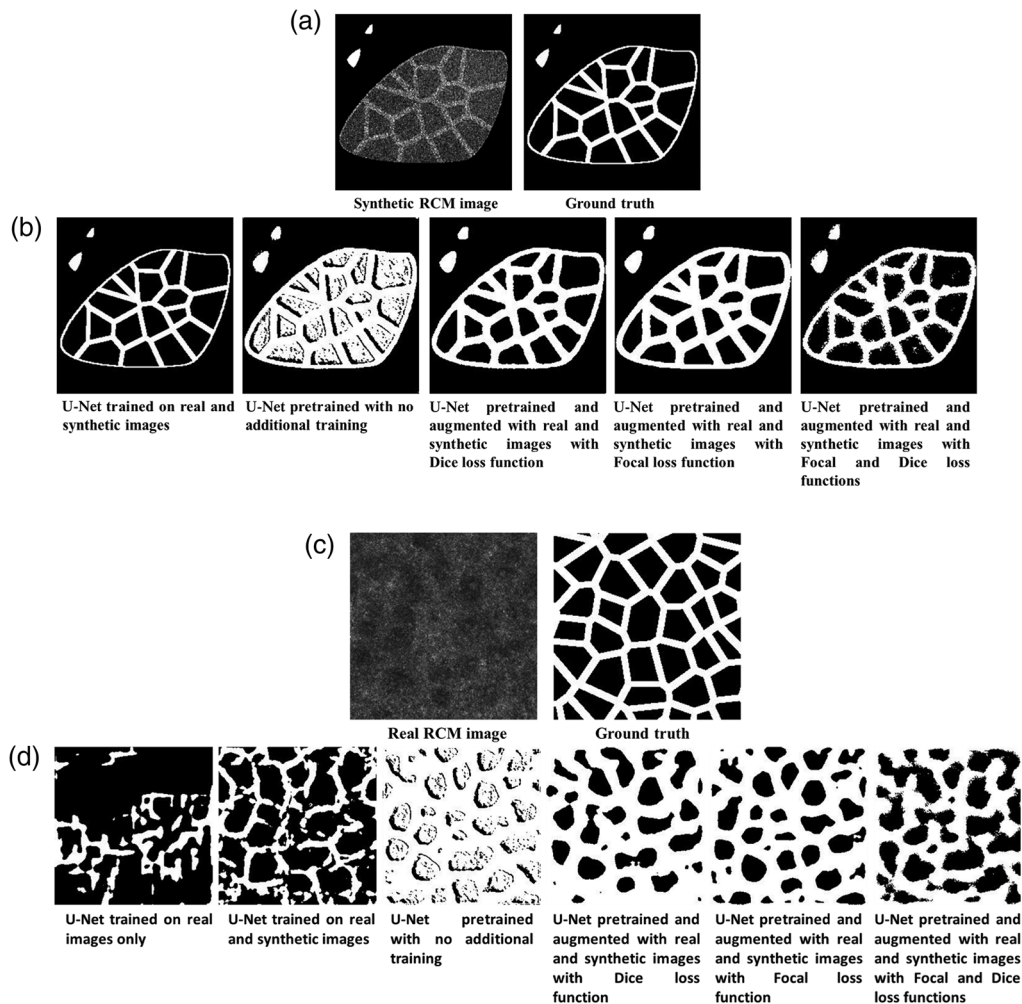 (a)
Synthetic RCM image
Ground truth
(b)
U-Net trained on real and
synthetic images
U-Net pretrained with no
additional training
U-Net pretrained and
augmented with real and
synthetic images with
Dice loss function
U-Net pretrained and
augmented with real and
synthetic images with
Focal loss function
U-Net pretrained and
augmented with real and
synthetic images with
Focal and Dice loss
functions
(c)
Real RCM image
Ground truth
(d)
U-Net trained on real
images only
U-Net trained on real
and synthetic images
U-Net pretrained
with no additional
training
U-Net pretrained and
augmented with real
and synthetic images
with Dice loss
function
U-Net pretrained and
augmented with real
and synthetic images
with Focal loss
function
U-Net pretrained and
augmented with real
and synthetic images
with Focal and Dice
loss functions